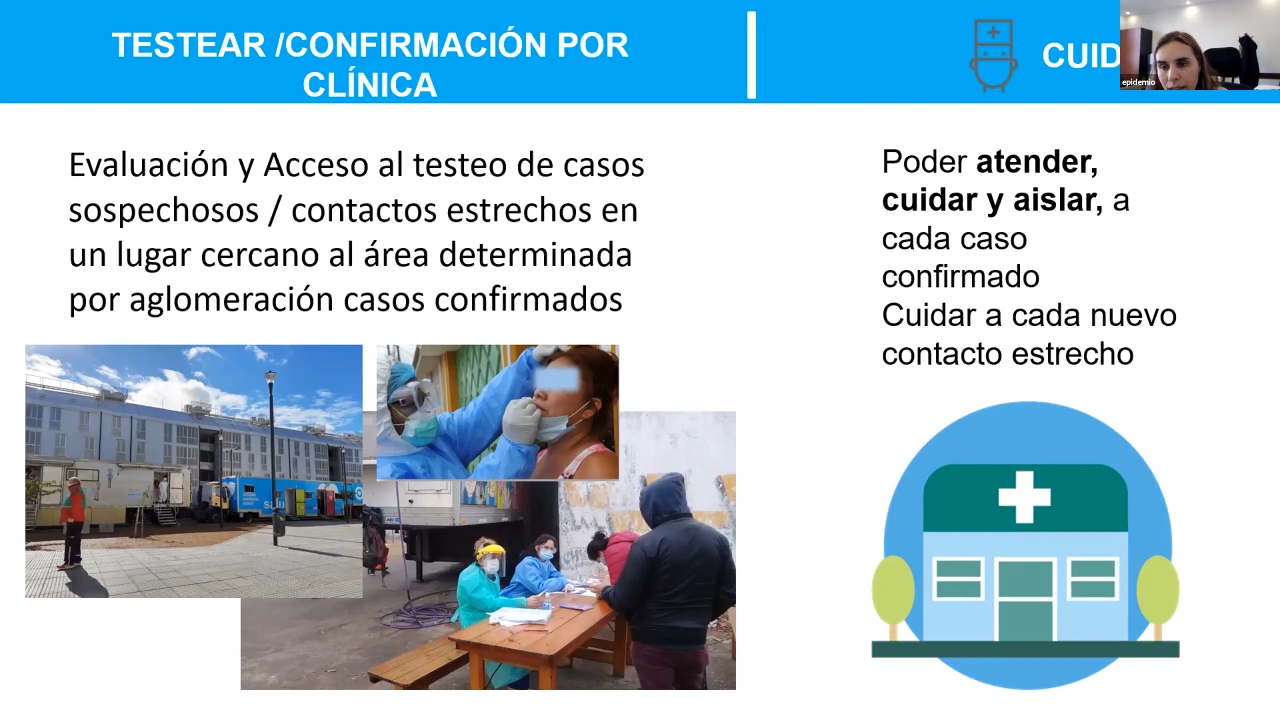 TESTEAR /CONFIRMACIÓN POR
CLÍNICA
CUID
epidemio
Evaluación y Acceso al testeo de casos
sospechosos / contactos estrechos en
un lugar cercano al área determinada
por aglomeración casos confirmados
Poder atender,
cuidar y aislar, a
cada caso
confirmado
Cuidar a cada nuevo
contacto estrecho
salu